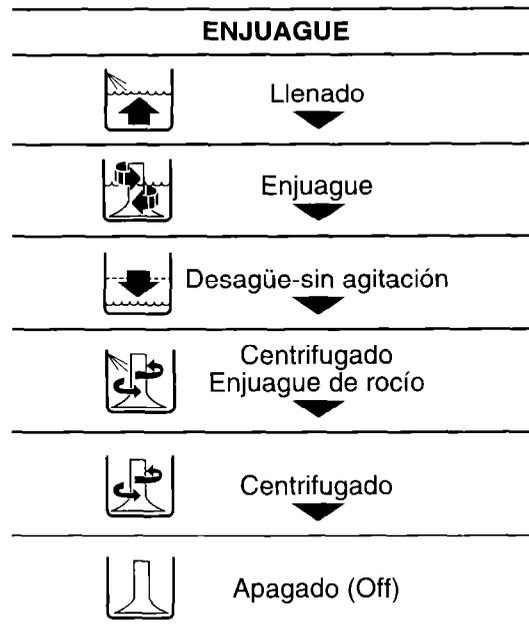 ENJUAGUE
Llenado
Enjuague
Desagüe-sin agitación
Centrifugado
Enjuague de rocío
Centrifugado
Apagado (Off)